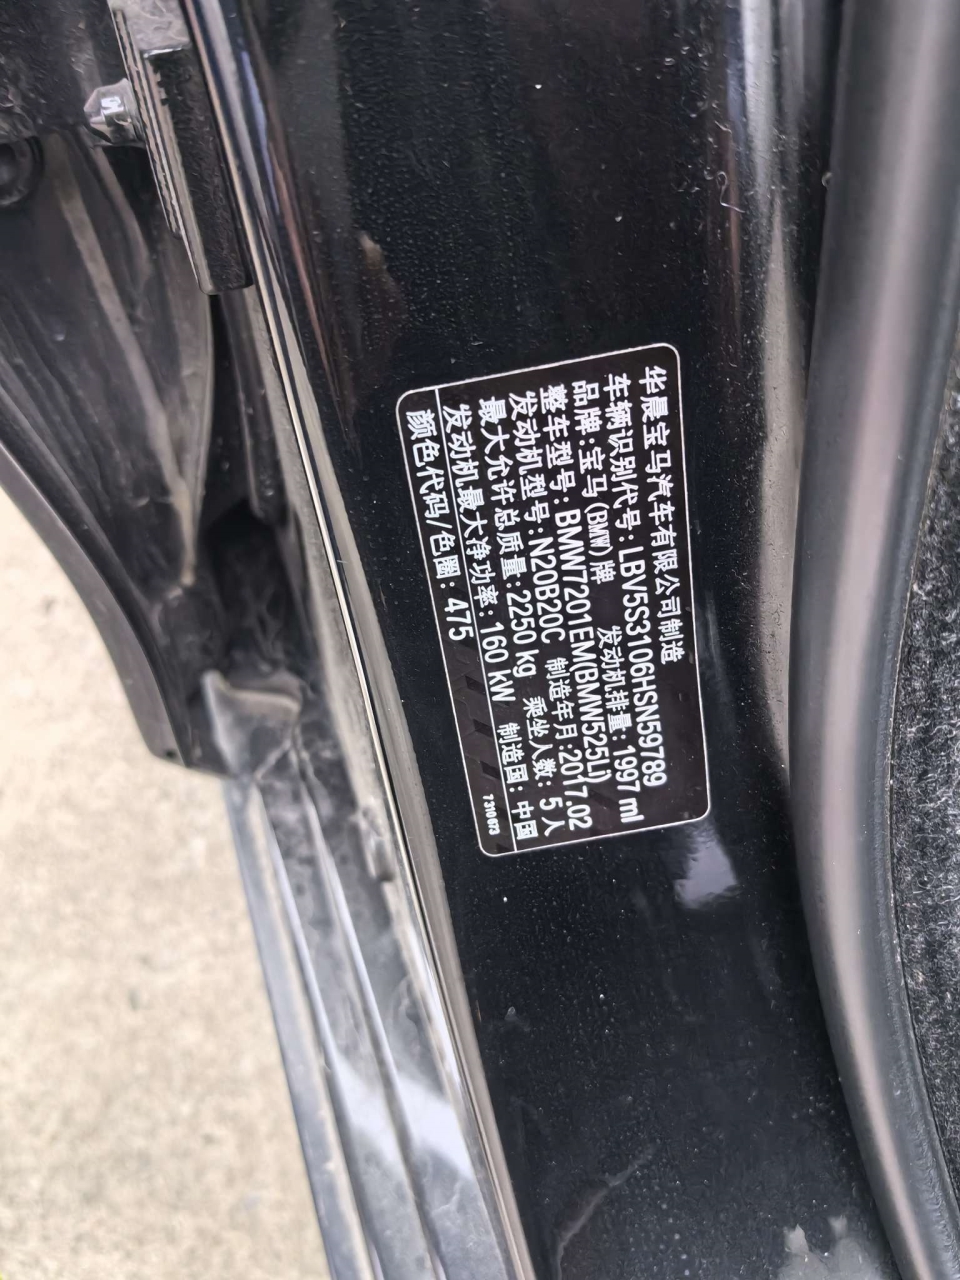 华晨宝马汽车有限公司制造
车辆识别代号: LBV5S3106HSN59789
品牌: 宝马(BMW)牌 发动机排量: 1997 ml
整车型号: BMW7201EM(BMW525Li)
发动机型号: N20B20C 制造年月: 2017.02
最大允许总质量: 2250 kg 乘坐人数: 5人
发动机最大净功率: 160 kW 制造国: 中国
颜色代码/色圈: 475 7 310 673